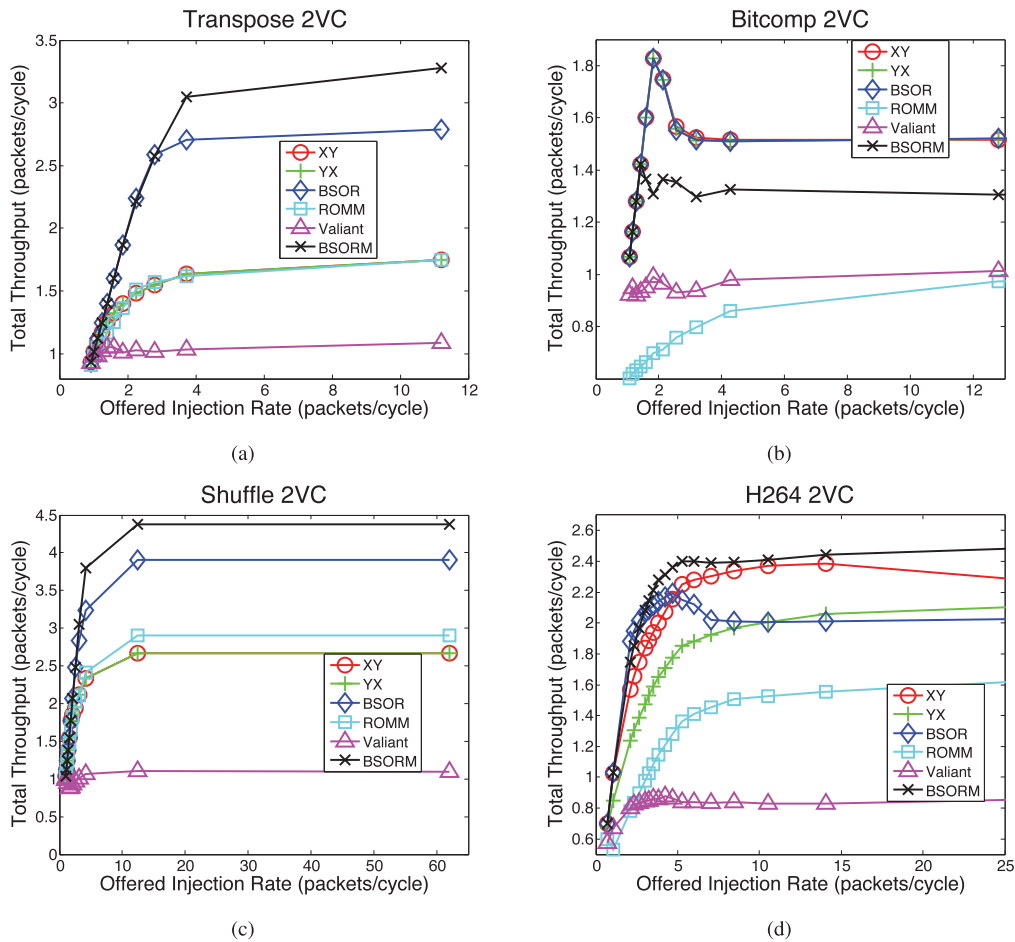 Transpose 2VC
Total Throughput (packets/cycle)
3.5
3
2.5
2
1.5
1
0 2 4 6 8 10 12
Offered Injection Rate (packets/cycle)
XY
YX
BSOR
ROMM
Valiant
BSORM
(a)
Bitcomp 2VC
Total Throughput (packets/cycle)
1.8
1.6
1.4
1.2
1
0.8
0 2 4 6 8 10 12
Offered Injection Rate (packets/cycle)
XY
YX
BSOR
ROMM
Valiant
BSORM
(b)
Shuffle 2VC
Total Throughput (packets/cycle)
4.5
4
3.5
3
2.5
2
1.5
1
0.5
0
0 10 20 30 40 50 60
Offered Injection Rate (packets/cycle)
XY
YX
BSOR
ROMM
Valiant
BSORM
(c)
H264 2VC
Total Throughput (packets/cycle)
2.6
2.4
2.2
2
1.8
1.6
1.4
1.2
1
0.8
0.6
0 5 10 15 20 25
Offered Injection Rate (packets/cycle)
XY
YX
BSOR
ROMM
Valiant
BSORM
(d)